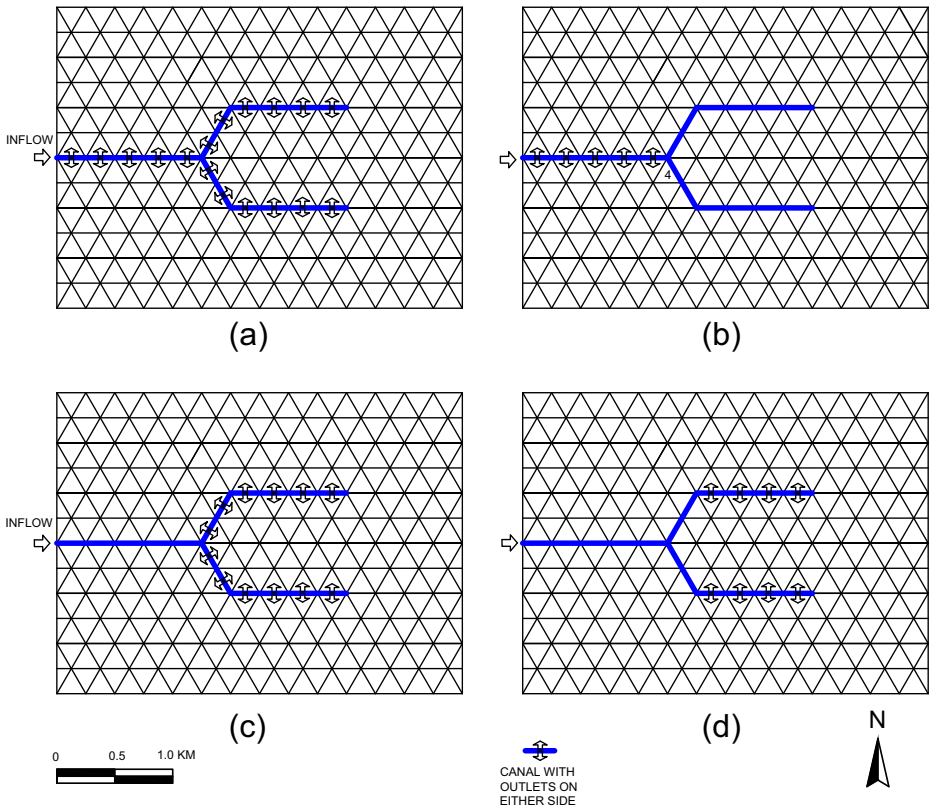 INFLOW
4
(a)
(b)
INFLOW
(c)
(d)
0 0.5 1.0 KM
CANAL WITH
OUTLETS ON
EITHER SIDE
N